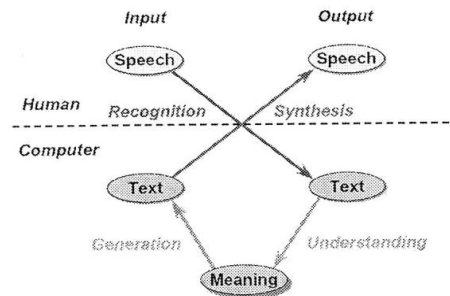 Input Output
Speech Speech
Human Recognition Synthesis
Computer
Text Text
Generation Understanding
Meaning